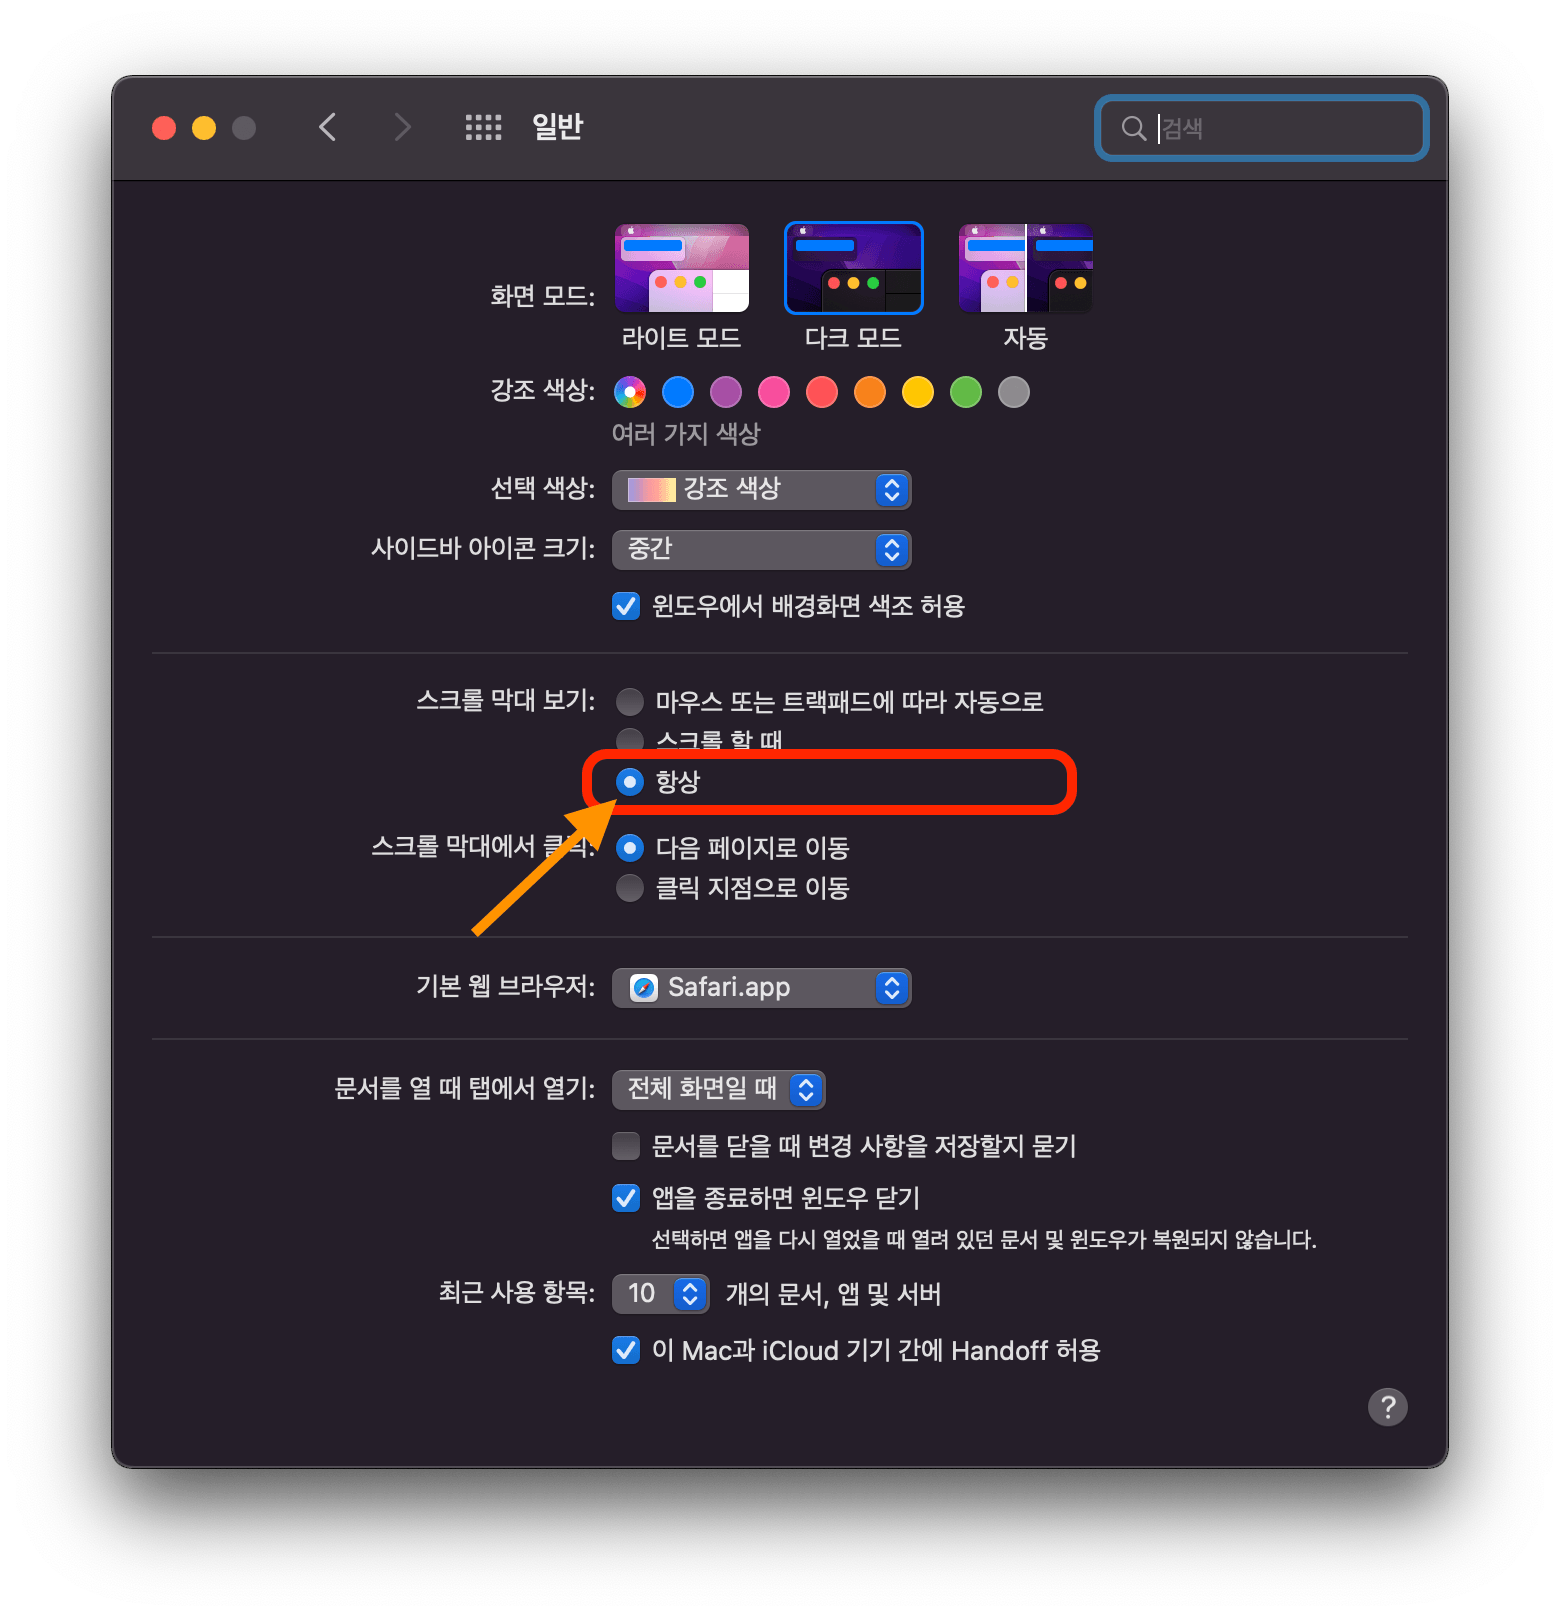 일반
검색
화면 모드:
라이트 모드
다크 모드
자동
강조 색상:
여러 가지 색상
선택 색상: 강조 색상
사이드바 아이콘 크기: 중간
윈도우에서 배경화면 색조 허용
스크롤 막대 보기: 마우스 또는 트랙패드에 따라 자동으로
스크롤 할 때
항상
스크롤 막대에서 클릭: 다음 페이지로 이동
클릭 지점으로 이동
기본 웹 브라우저: Safari.app
문서를 열 때 탭에서 열기: 전체 화면일 때
문서를 닫을 때 변경 사항을 저장할지 묻기
앱을 종료하면 윈도우 닫기
선택하면 앱을 다시 열었을 때 열려 있던 문서 및 윈도우가 복원되지 않습니다.
최근 사용 항목: 10 개의 문서, 앱 및 서버
이 Mac과 iCloud 기기 간에 Handoff 허용
?